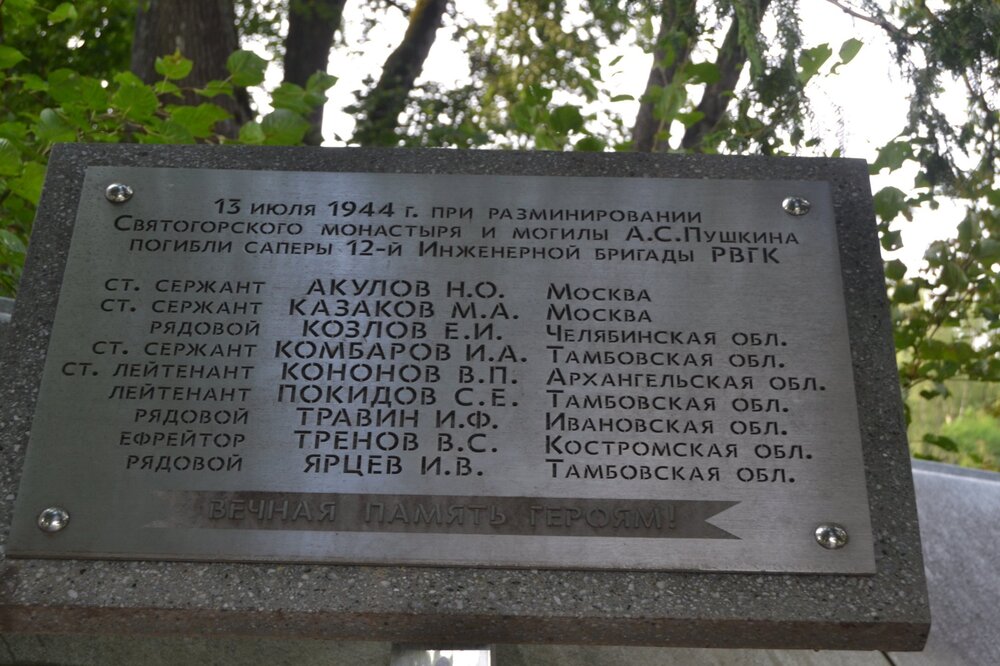 13 июля 1944 г. при разминировании
Святогорского монастыря и могилы А.С.Пушкина
погибли саперы 12-й Инженерной бригады РВГК
ст. сержант АКУЛОВ Н.О. Москва
ст. сержант КАЗАКОВ М.А. Москва
рядовой КОЗЛОВ Е.И. Челябинская обл.
ст. сержант КОМБАРОВ И.А. Тамбовская обл.
ст. лейтенант КОНОНОВ В.П. Архангельская обл.
лейтенант ПОКИДОВ С.Е. Тамбовская обл.
рядовой ТРАВИН И.Ф. Ивановская обл.
ефрейтор ТРЕНОВ В.С. Костромская обл.
рядовой ЯРЦЕВ И.В. Тамбовская обл.
ВЕЧНАЯ ПАМЯТЬ ГЕРОЯМ!